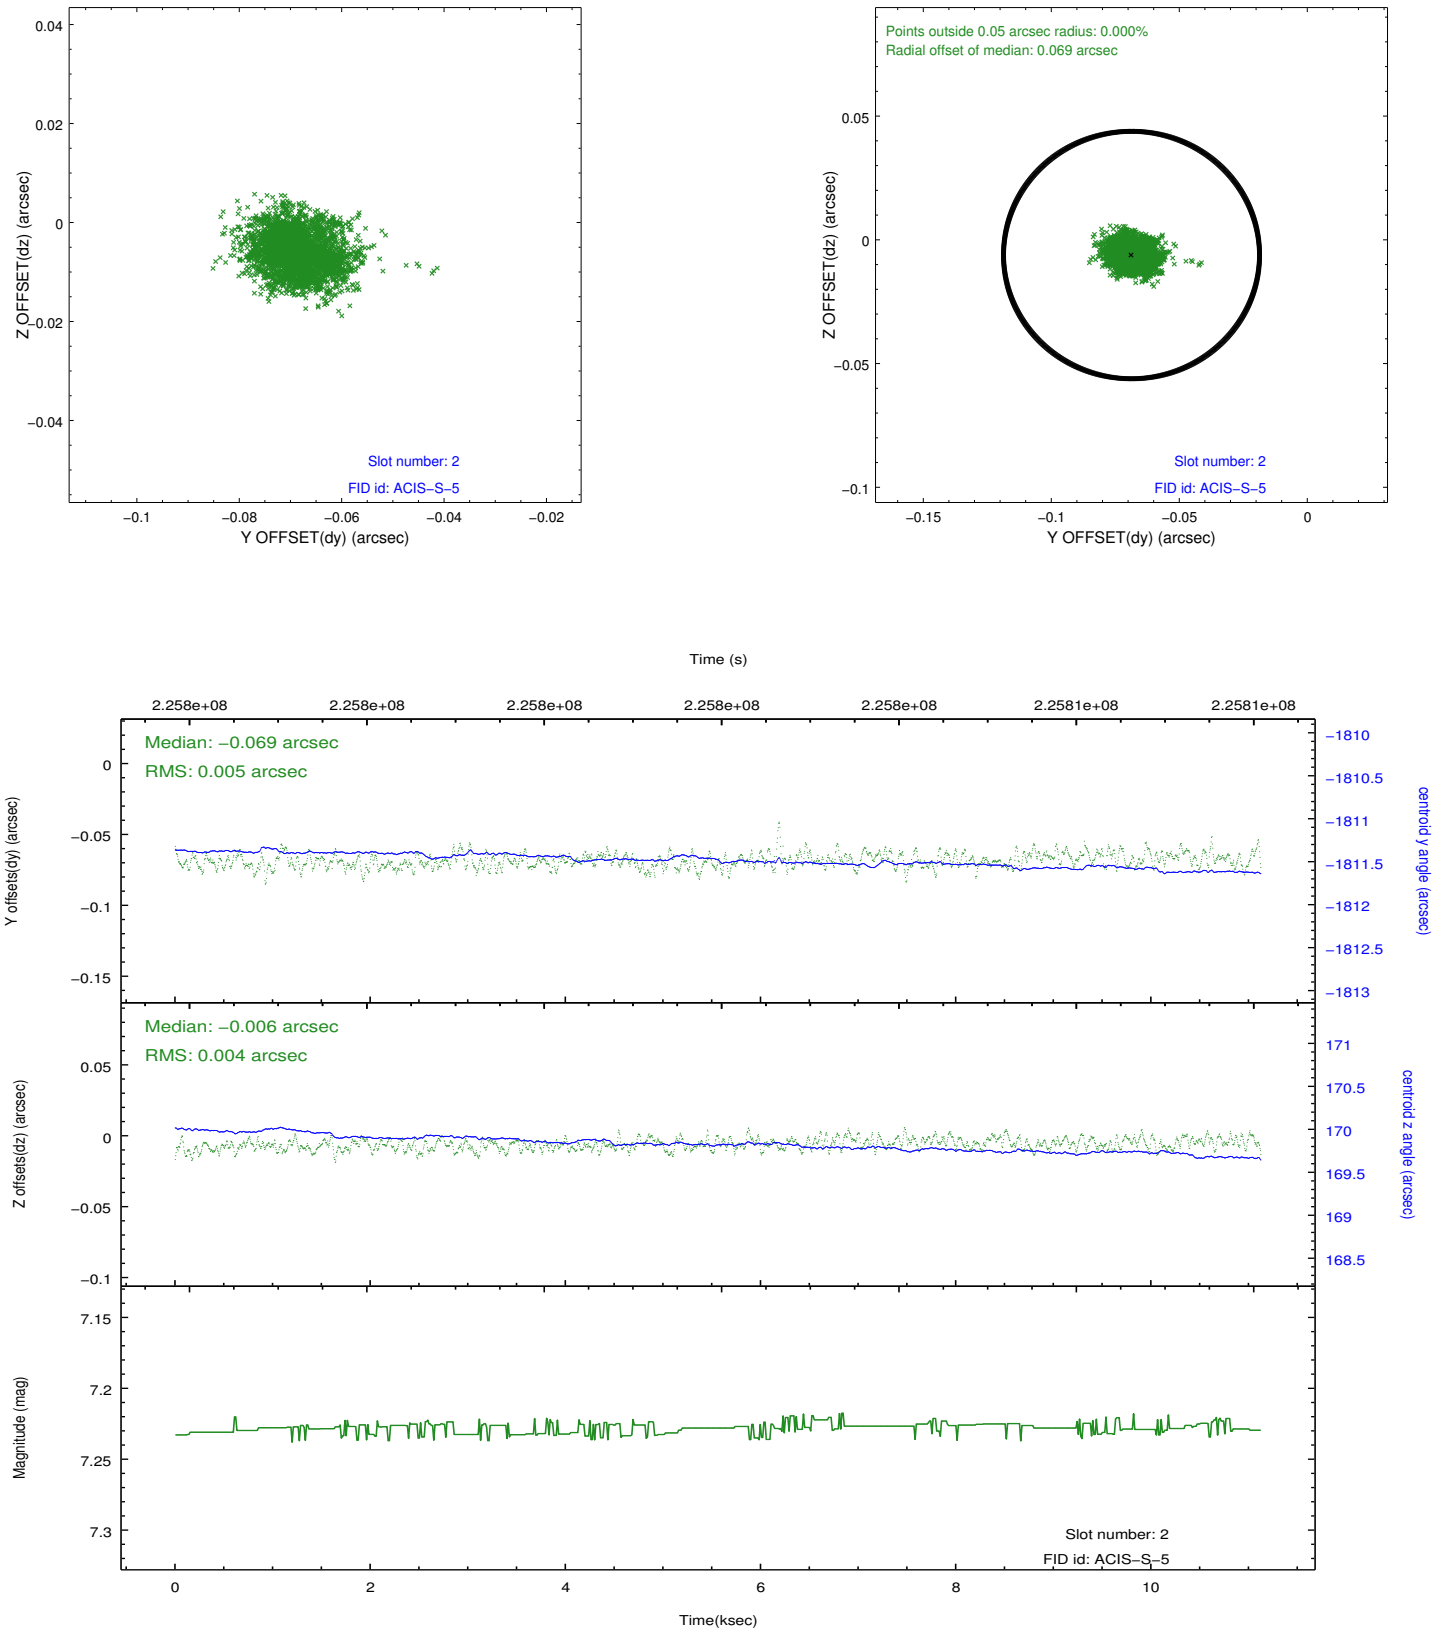 0.04
0.02
0
−0.02
−0.04
Z OFFSET(dz) (arcsec)
Slot number: 2
FID id: ACIS−S−5
−0.1
−0.08
−0.06
−0.04
−0.02
Y OFFSET(dy) (arcsec)
Points outside 0.05 arcsec radius: 0.000%
Radial offset of median: 0.069 arcsec
0.05
0
−0.05
−0.1
Z OFFSET(dz) (arcsec)
Slot number: 2
FID id: ACIS−S−5
−0.15
−0.1
−0.05
0
Y OFFSET(dy) (arcsec)
Time (s)
2.258e+08
2.258e+08
2.258e+08
2.258e+08
2.258e+08
2.2581e+08
2.2581e+08
Median: −0.069 arcsec
RMS: 0.005 arcsec
0
−0.05
−0.1
−0.15
Y offsets(dy) (arcsec)
−1810
−1810.5
−1811
−1811.5
−1812
−1812.5
−1813
centroid y angle (arcsec)
Median: −0.006 arcsec
RMS: 0.004 arcsec
0.05
0
−0.05
−0.1
Z offsets(dz) (arcsec)
171
170.5
170
169.5
169
168.5
centroid z angle (arcsec)
7.15
7.2
7.25
7.3
Magnitude (mag)
Slot number: 2
FID id: ACIS−S−5
0
2
4
6
8
10
Time(ksec)